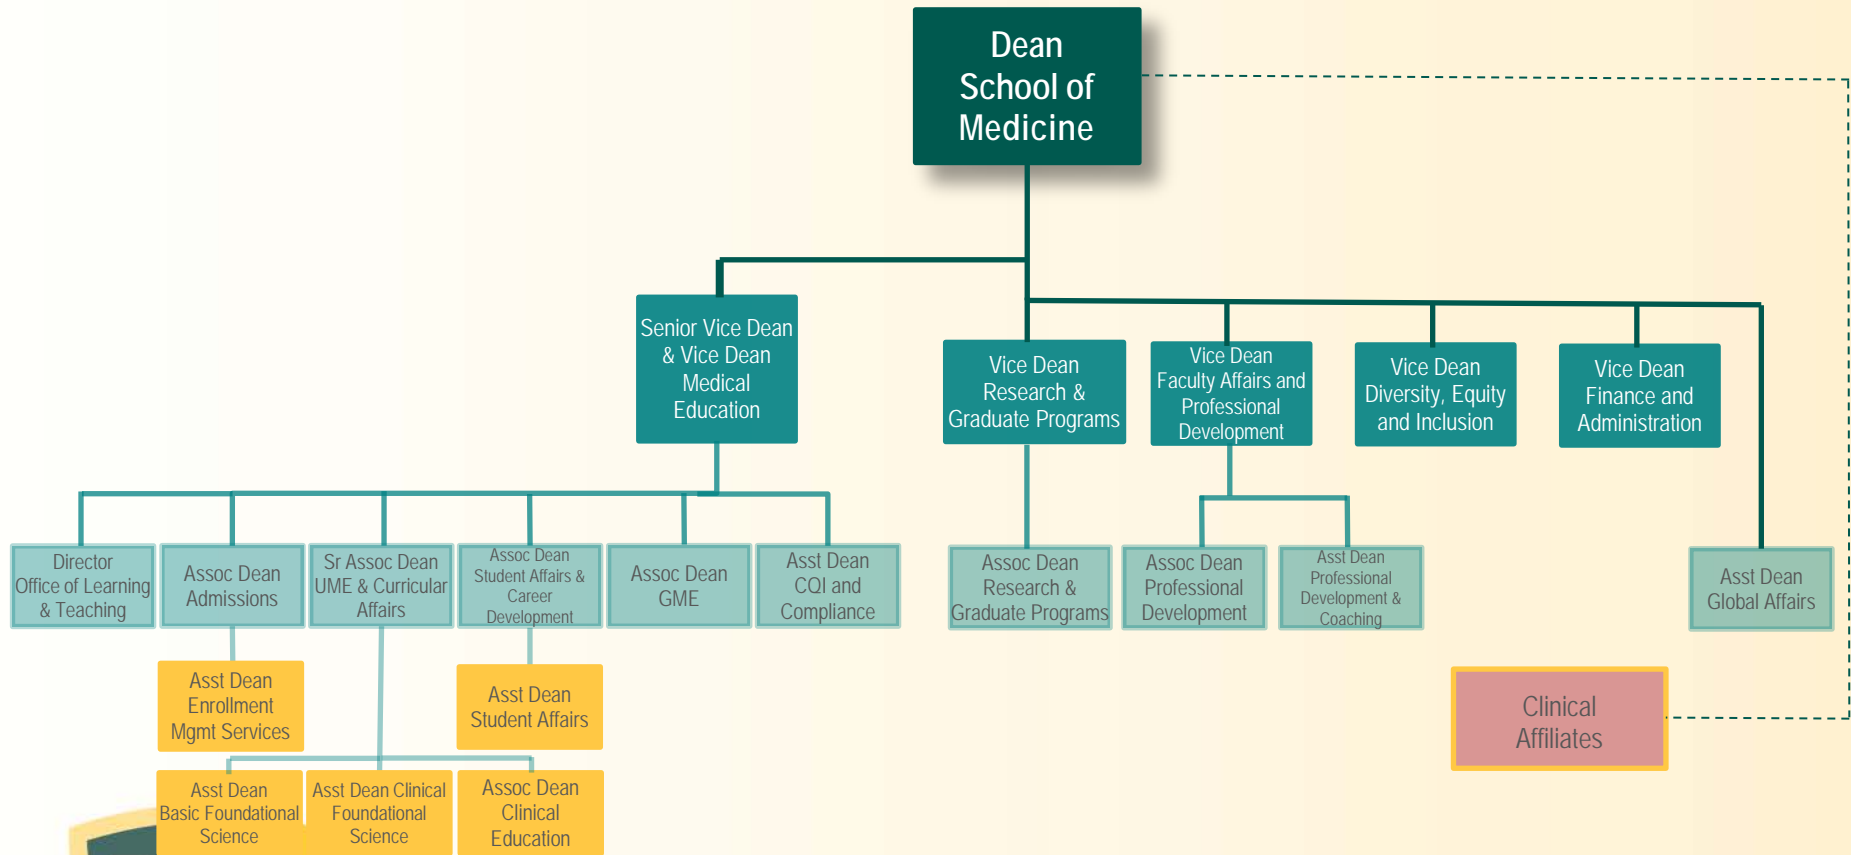 Dean
School of
Medicine
Senior Vice Dean
& Vice Dean
Medical
Education
Vice Dean
Research &
Graduate Programs
Vice Dean
Faculty Affairs and
Professional
Development
Vice Dean
Diversity, Equity
and Inclusion
Vice Dean
Finance and
Administration
Director
Office of Learning
& Teaching
Assoc Dean
Admissions
Sr Assoc Dean
UME & Curricular
Affairs
Assoc Dean
Student Affairs &
Career
Development
Assoc Dean
GME
Asst Dean
CQI and
Compliance
Assoc Dean
Research &
Graduate Programs
Assoc Dean
Professional
Development
Asst Dean
Professional
Development &
Coaching
Asst Dean
Global Affairs
Asst Dean
Enrollment
Mgmt Services
Asst Dean
Student Affairs
Clinical
Affiliates
Asst Dean
Basic Foundational
Science
Asst Dean Clinical
Foundational
Science
Assoc Dean
Clinical
Education